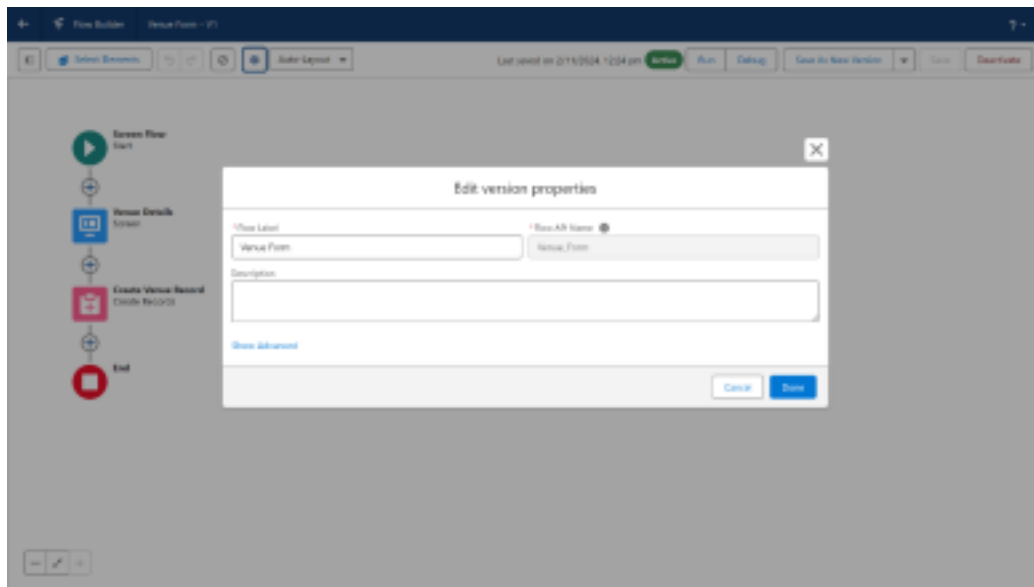 Flow Builder Venue Form – V1 ?
Select Elements Auto-Layout Last saved on 2/11/2024, 12:04 pm Active Run Debug Save As New Version Save Deactivate
Screen Flow
Start
Venue Details
Screen
Create Venue Record
Create Records
End
Edit version properties
*Flow Label *Flow API Name
Venue Form Venue_Form
Description
Show Advanced
Cancel Done